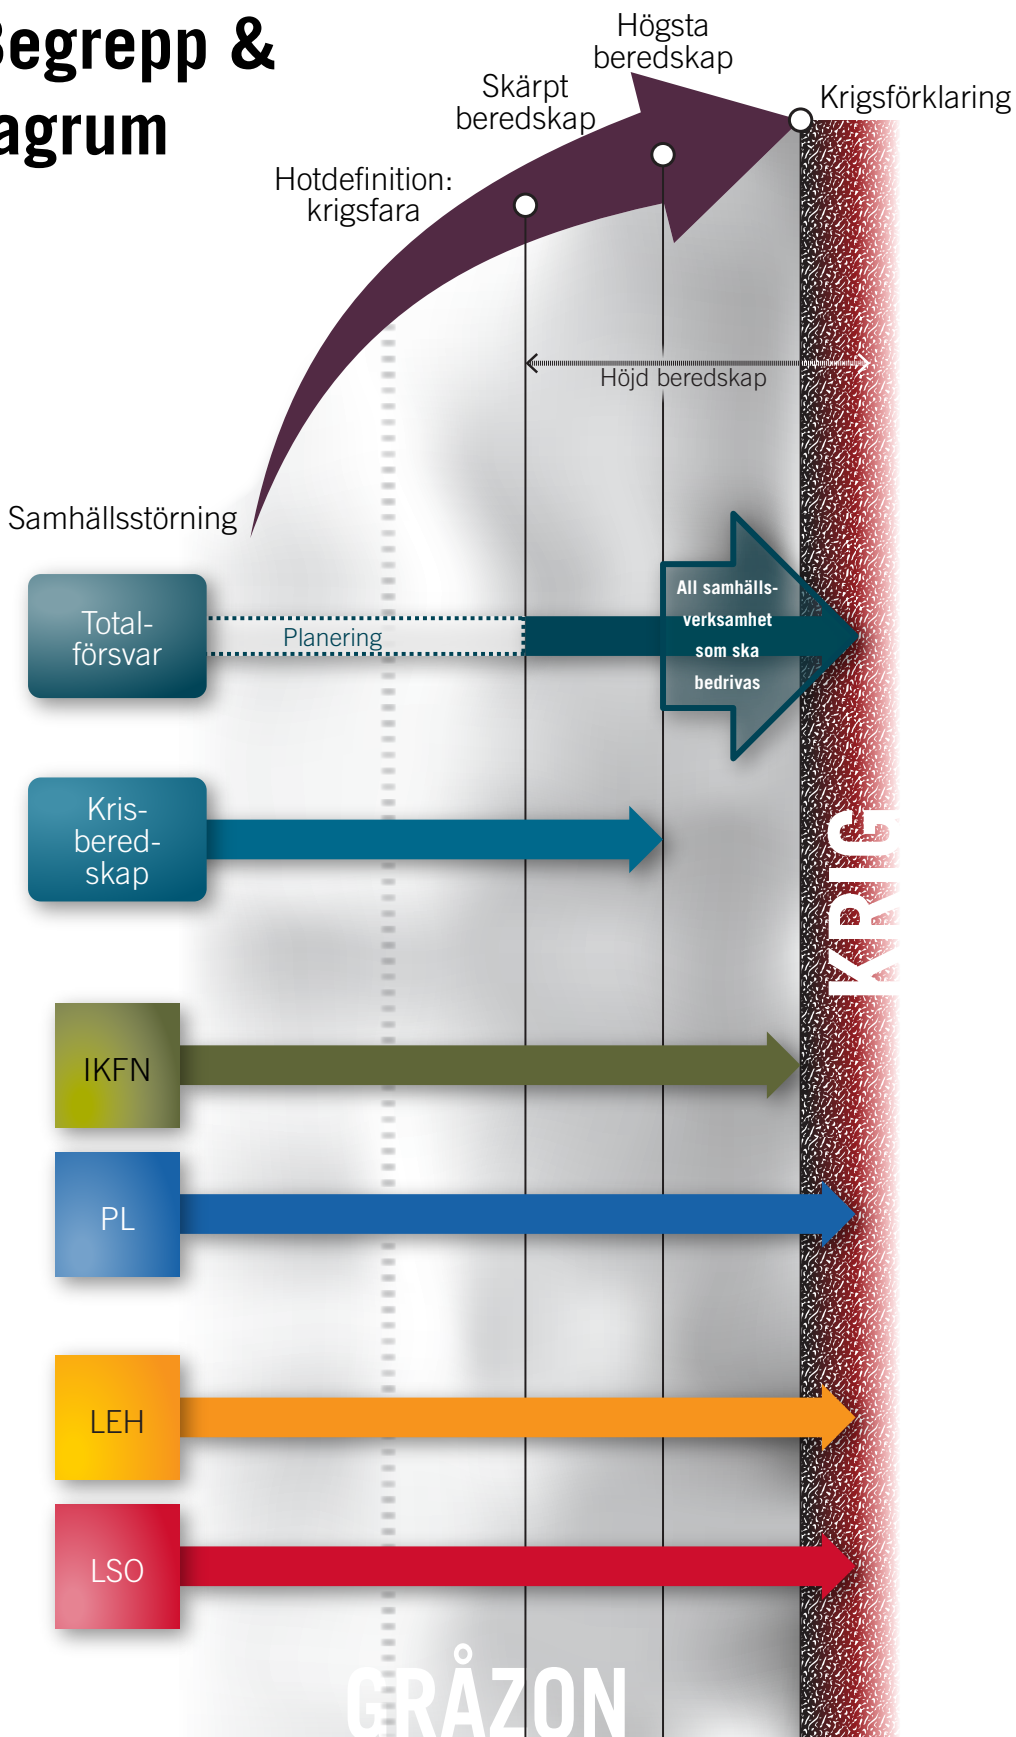 Begrepp &
agrum
Högsta
beredskap
Skärpt
beredskap
Krigsförklaring
Hotdefinition:
krigsfara
Höjd beredskap
Samhällsstörning
Total-
försvar
Planering
All samhälls-
verksamhet
som ska
bedrivas
Kris-
bered-
skap
KRIG
IKFN
PL
LEH
LSO
GRÅZON